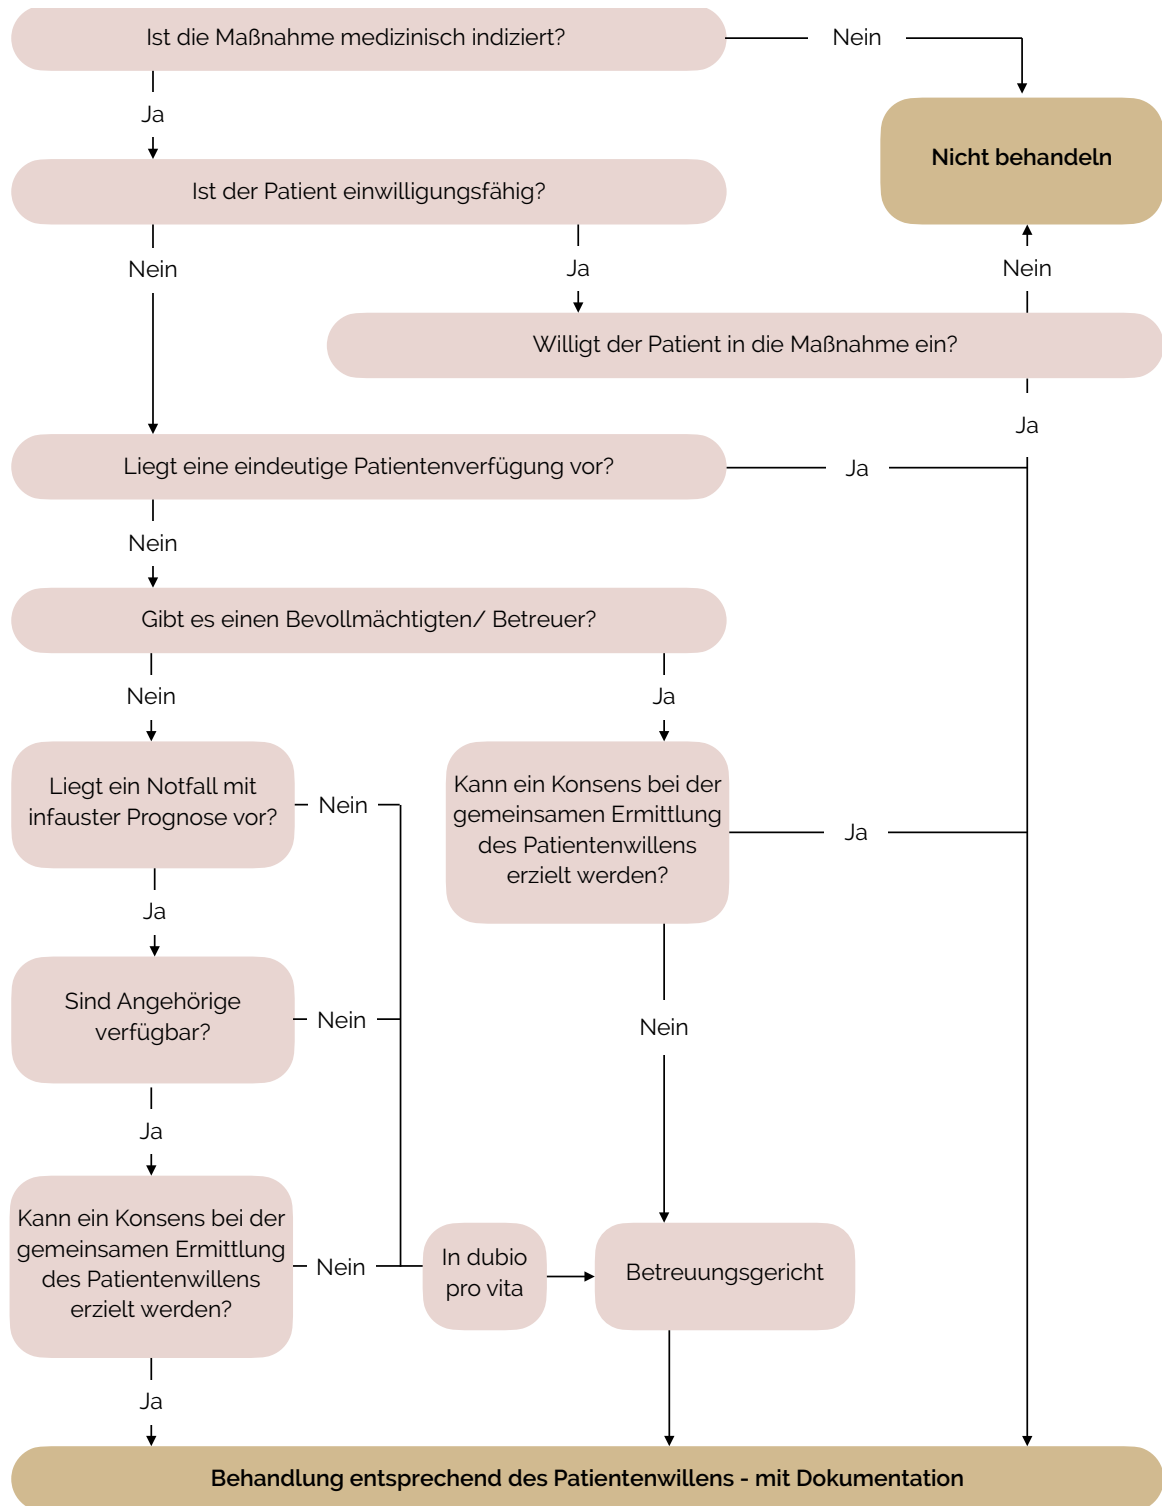 Ist die Maßnahme medizinisch indiziert?
Nein
Ja
Nicht behandeln
Ist der Patient einwilligungsfähig?
Nein
Ja
Nein
Willigt der Patient in die Maßnahme ein?
Ja
Liegt eine eindeutige Patientenverfügung vor?
Ja
Nein
Gibt es einen Bevollmächtigten/ Betreuer?
Nein
Ja
Liegt ein Notfall mit
infauster Prognose vor?
Nein
Kann ein Konsens bei der
gemeinsamen Ermittlung
des Patientenwillens
erzielt werden?
Ja
Ja
Sind Angehörige
verfügbar?
Nein
Nein
Ja
Kann ein Konsens bei der
gemeinsamen Ermittlung
des Patientenwillens
erzielt werden?
Nein
In dubio
pro vita
Betreuungsgericht
Ja
Behandlung entsprechend des Patientenwillens - mit Dokumentation